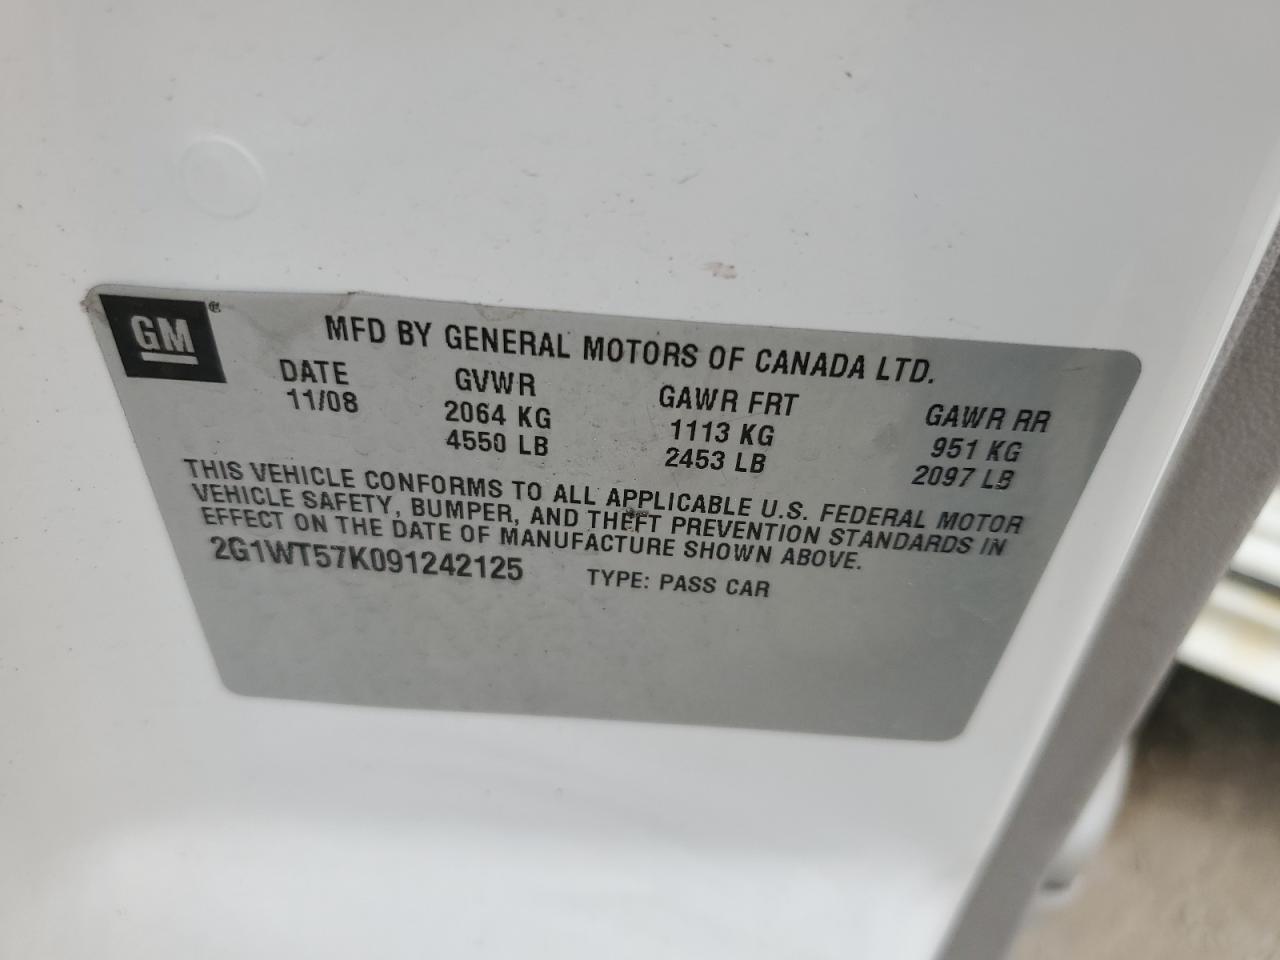 GM®
MFD BY GENERAL MOTORS OF CANADA LTD.
DATE GVWR GAWR FRT GAWR RR
11/08 2064 KG 1113 KG 951 KG
4550 LB 2453 LB 2097 LB
THIS VEHICLE CONFORMS TO ALL APPLICABLE U.S. FEDERAL MOTOR
VEHICLE SAFETY, BUMPER, AND THEFT PREVENTION STANDARDS IN
EFFECT ON THE DATE OF MANUFACTURE SHOWN ABOVE.
2G1WT57K091242125 TYPE: PASS CAR